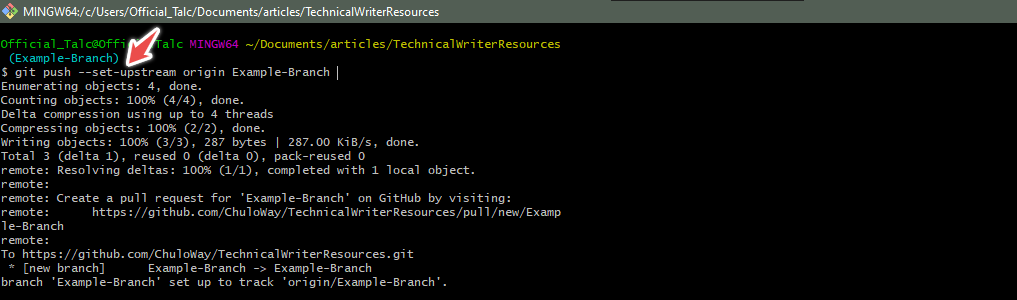 MINGW64:/c/Users/Official_Talc/Documents/articles/TechnicalWriterResources
Official_Talc@Offi Talc MINGW64 ~/Documents/articles/TechnicalWriterResources
(Example-Branch)
$ git push --set-upstream origin Example-Branch
Enumerating objects: 4, done.
Counting objects: 100% (4/4), done.
Delta compression using up to 4 threads
Compressing objects: 100% (2/2), done.
Writing objects: 100% (3/3), 287 bytes | 287.00 KiB/s, done.
Total 3 (delta 1), reused 0 (delta 0), pack-reused 0
remote: Resolving deltas: 100% (1/1), completed with 1 local object.
remote:
remote: Create a pull request for 'Example-Branch' on GitHub by visiting:
remote:      https://github.com/ChuloWay/TechnicalWriterResources/pull/new/Examp
le-Branch
remote:
To https://github.com/ChuloWay/TechnicalWriterResources.git
 * [new branch]      Example-Branch -> Example-Branch
branch 'Example-Branch' set up to track 'origin/Example-Branch'.